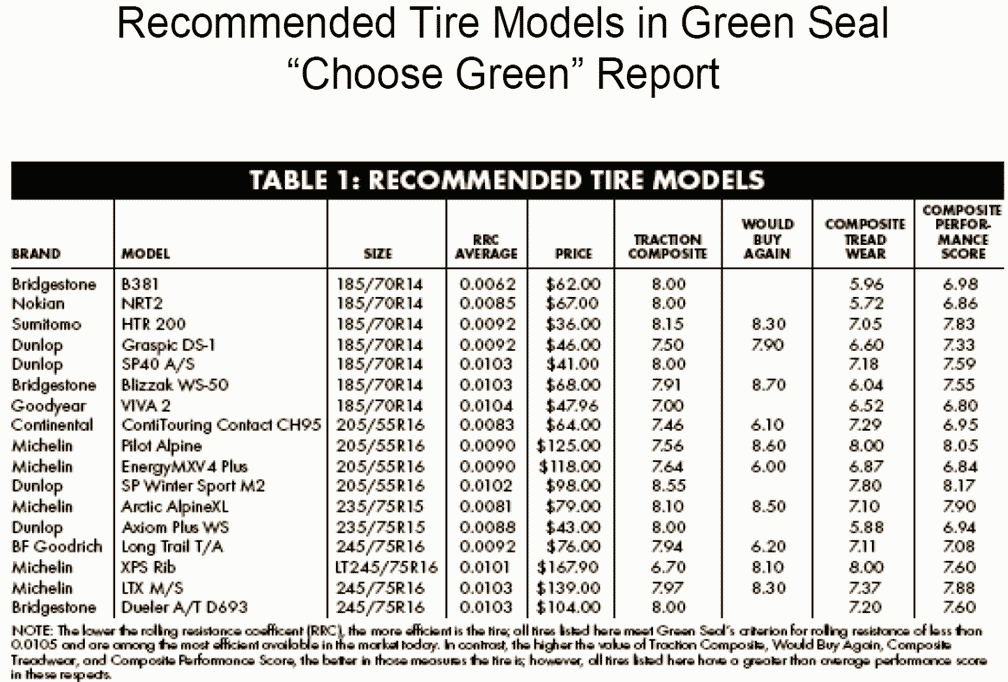 Recommended Tire Models in Green Seal
“Choose Green” Report
TABLE 1: RECOMMENDED TIRE MODELS
BRAND MODEL SIZE RRC AVERAGE PRICE TRACTION COMPOSITE WOULD BUY AGAIN COMPOSITE TREAD WEAR COMPOSITE PERFOR-MANCE SCORE
Bridgestone B381 185/70R14 0.0062 $62.00 8.00 5.96 6.98
Nokian NRT2 185/70R14 0.0085 $67.00 8.00 5.72 6.86
Sumitomo HTR 200 185/70R14 0.0092 $36.00 8.15 8.30 7.05 7.83
Dunlop Graspic DS-1 185/70R14 0.0092 $46.00 7.50 7.90 6.60 7.33
Dunlop SP40 A/S 185/70R14 0.0103 $41.00 8.00 7.18 7.59
Bridgestone Blizzak WS-50 185/70R14 0.0103 $68.00 7.91 8.70 6.04 7.55
Goodyear VIVA 2 185/70R14 0.0104 $47.96 7.00 6.52 6.80
Continental ContiTouring Contact CH95 205/55R16 0.0083 $64.00 7.46 6.10 7.29 6.95
Michelin Pilot Alpine 205/55R16 0.0090 $125.00 7.56 8.60 8.00 8.05
Michelin EnergyMXV4 Plus 205/55R16 0.0090 $118.00 7.64 6.00 6.87 6.84
Dunlop SP Winter Sport M2 205/55R16 0.0102 $98.00 8.55 7.80 8.17
Michelin Arctic AlpineXL 235/75R15 0.0081 $79.00 8.10 8.50 7.10 7.90
Dunlop Axiom Plus WS 235/75R15 0.0088 $43.00 8.00 5.88 6.94
BF Goodrich Long Trail T/A 245/75R16 0.0092 $76.00 7.94 6.20 7.11 7.08
Michelin XPS Rib LT245/75R16 0.0101 $167.90 6.70 8.10 8.00 7.60
Michelin LTX M/S 245/75R16 0.0103 $139.00 7.97 8.30 7.37 7.88
Bridgestone Dueler A/T D693 245/75R16 0.0103 $104.00 8.00 7.20 7.60
NOTE: The lower the rolling resistance coefficent (RRC), the more efficient is the tire; all tires listed here meet Green Seal's criterion for rolling resistance of less than
0.0105 and are among the most efficient available in the market today. In contrast, the higher the value of Traction Composite, Would Buy Again, Composite
Treadwear, and Composite Performance Score, the better in those measures the tire is; however, all tires listed here have a greater than average performance score
in these respects.